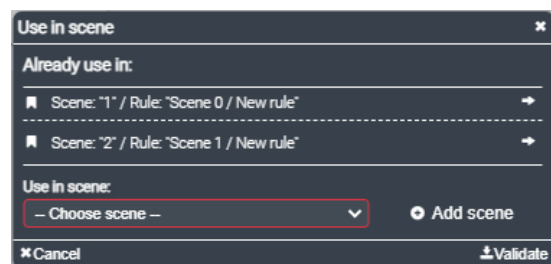 Use in scene
Already use in:
Scene: "1" / Rule: "Scene 0 / New rule"
Scene: "2" / Rule: "Scene 1 / New rule"
Use in scene:
-- Choose scene --
Add scene
Cancel
Validate